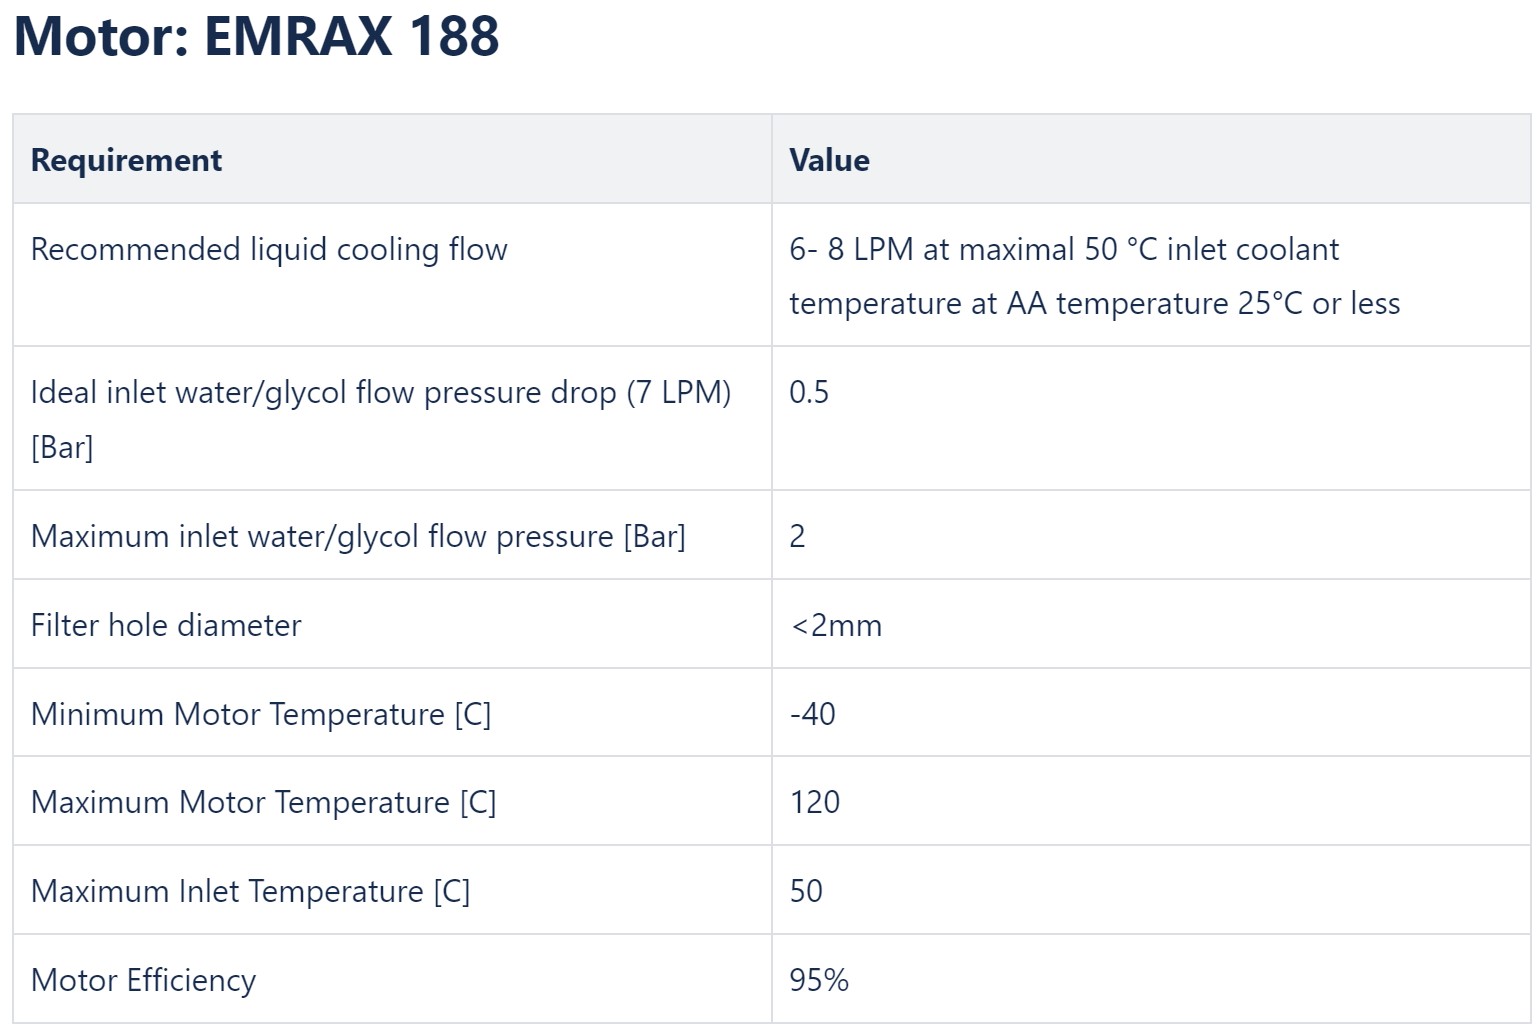 Motor: EMRAX 188
Requirement
Value
Recommended liquid cooling flow
6- 8 LPM at maximal 50 °C inlet coolant
temperature at AA temperature 25°C or less
Ideal inlet water/glycol flow pressure drop (7 LPM)
[Bar]
0.5
Maximum inlet water/glycol flow pressure [Bar]
2
Filter hole diameter
<2mm
Minimum Motor Temperature [C]
-40
Maximum Motor Temperature [C]
120
Maximum Inlet Temperature [C]
50
Motor Efficiency
95%